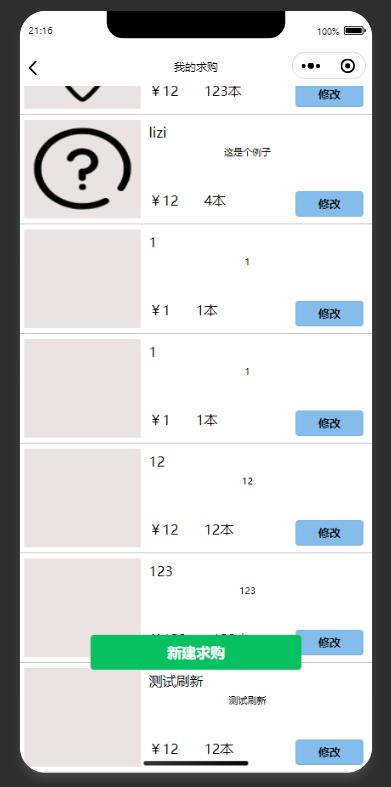 21:16
100%
我的求购
￥12 123本
修改
lizi
这是个例子
￥12 4本
修改
1
1
￥1 1本
修改
1
1
￥1 1本
修改
12
12
￥12 12本
修改
123
123
修改
新建求购
测试刷新
测试刷新
￥12 12本
修改